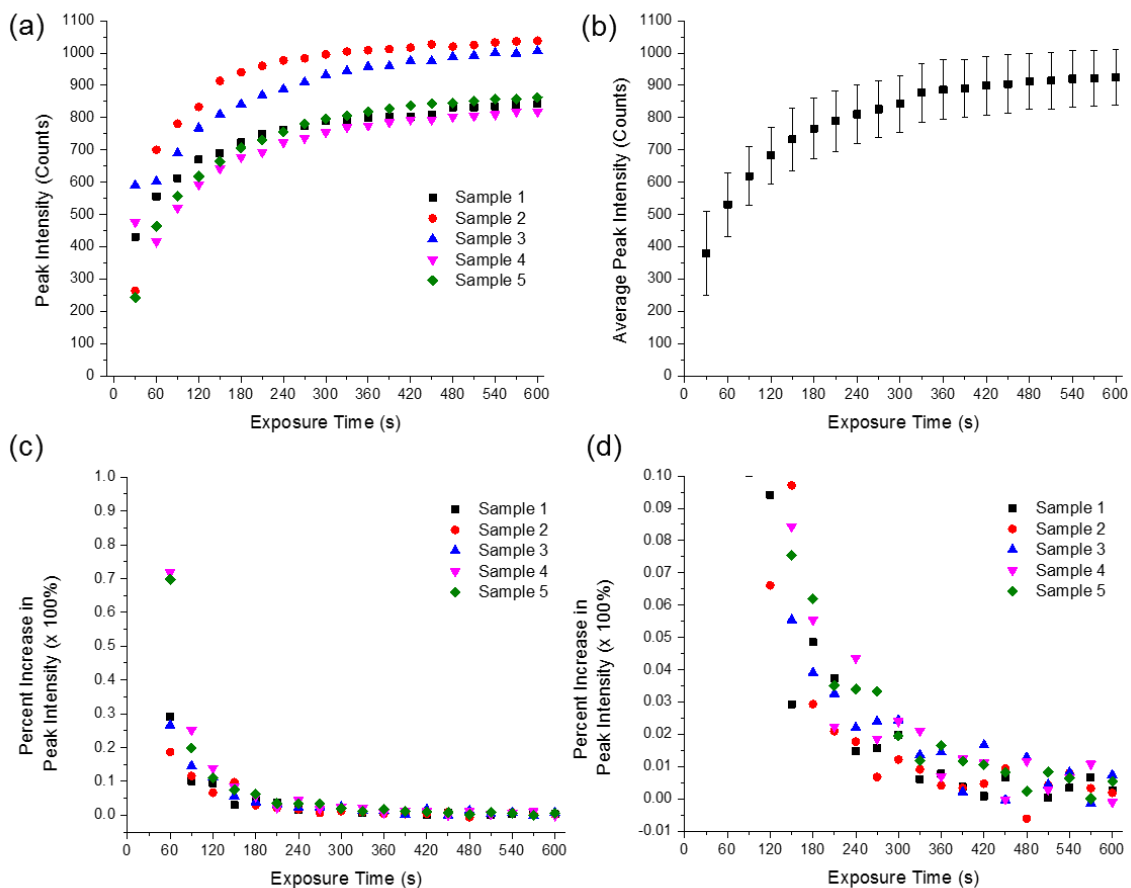 (a)
Peak Intensity (Counts)
1100
1000
900
800
700
600
500
400
300
200
100
0
0 60 120 180 240 300 360 420 480 540 600
Exposure Time (s)
Sample 1
Sample 2
Sample 3
Sample 4
Sample 5
(b)
Average Peak Intensity (Counts)
1100
1000
900
800
700
600
500
400
300
200
100
0
0 60 120 180 240 300 360 420 480 540 600
Exposure Time (s)
(c)
Percent Increase in
Peak Intensity (x 100%)
1.0
0.9
0.8
0.7
0.6
0.5
0.4
0.3
0.2
0.1
0.0
0 60 120 180 240 300 360 420 480 540 600
Exposure Time (s)
Sample 1
Sample 2
Sample 3
Sample 4
Sample 5
(d)
Percent Increase in
Peak Intensity (x 100%)
0.10
0.09
0.08
0.07
0.06
0.05
0.04
0.03
0.02
0.01
0.00
-0.01
0 60 120 180 240 300 360 420 480 540 600
Exposure Time (s)
Sample 1
Sample 2
Sample 3
Sample 4
Sample 5